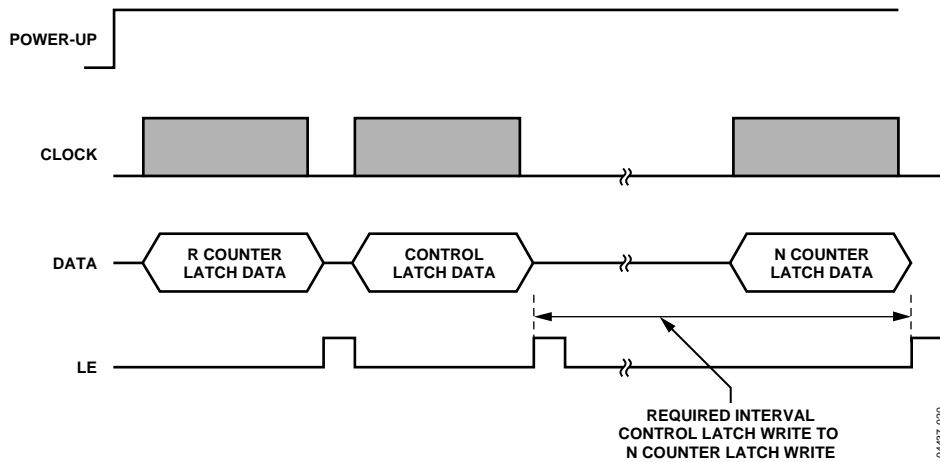 POWER-UP
CLOCK
DATA
R COUNTER
LATCH DATA
CONTROL
LATCH DATA
N COUNTER
LATCH DATA
LE
REQUIRED INTERVAL
CONTROL LATCH WRITE TO
N COUNTER LATCH WRITE